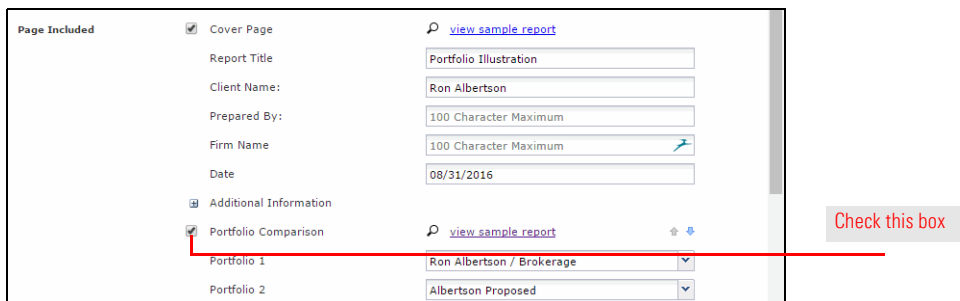 Page Included Cover Page view sample report
Report Title Portfolio Illustration
Client Name: Ron Albertson
Prepared By: 100 Character Maximum
Firm Name 100 Character Maximum
Date 08/31/2016
Additional Information
Portfolio Comparison view sample report
Check this box
Portfolio 1 Ron Albertson / Brokerage
Portfolio 2 Albertson Proposed